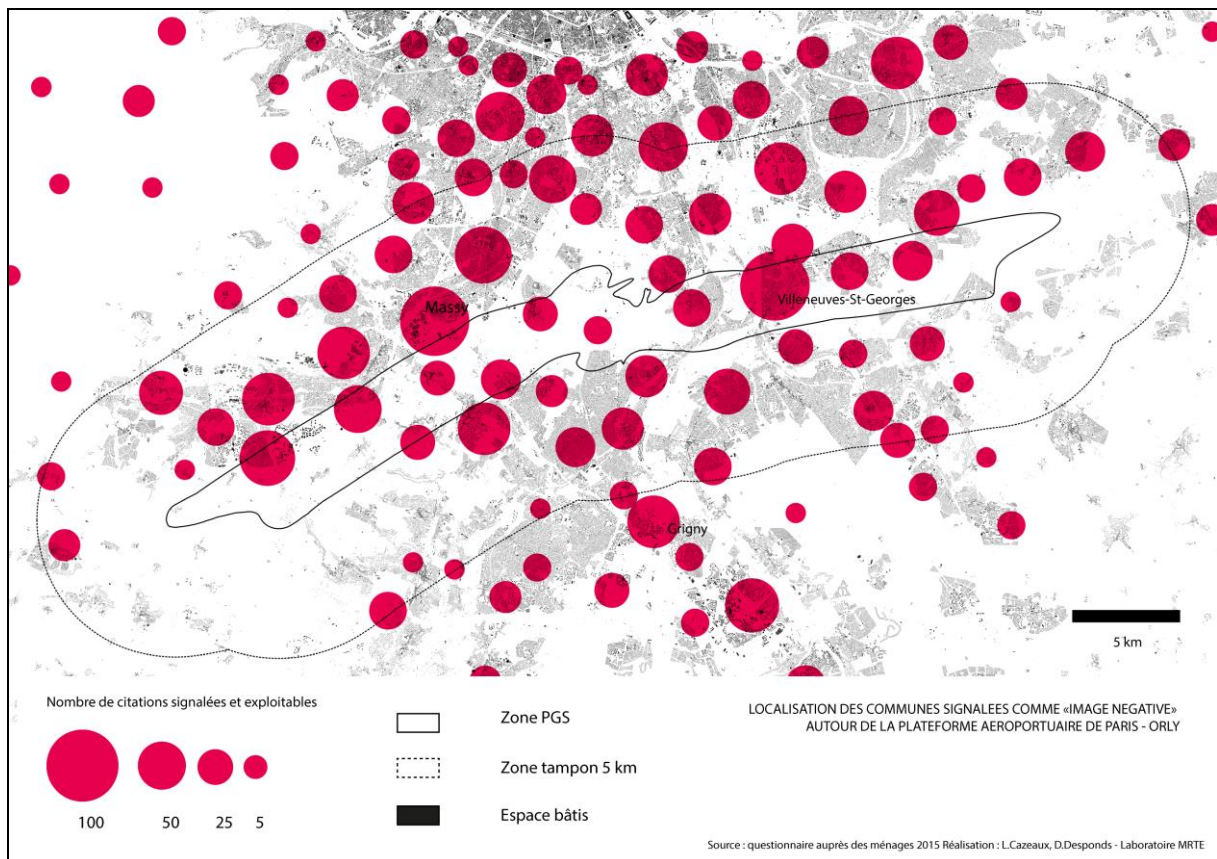 Massy
Villeneuves-St-Georges
Grigny
5 km
Nombre de citations signalées et exploitables
100
50
25
5
Zone PGS
Zone tampon 5 km
Espace bâtis
LOCALISATION DES COMMUNES SIGNALEES COMME «IMAGE NEGATIVE»
AUTOUR DE LA PLATEFORME AEROPORTUAIRE DE PARIS - ORLY
Source : questionnaire auprès des ménages 2015 Réalisation : L.Cazeaux, D.Desponds - Laboratoire MRTE